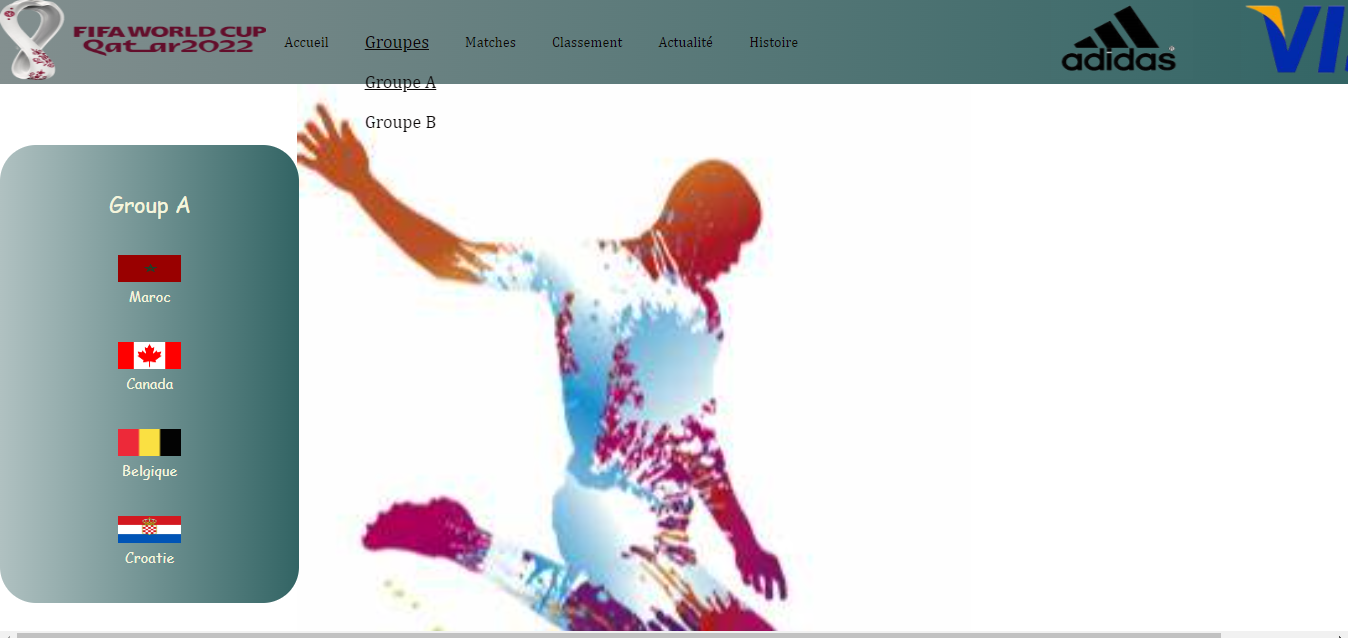 FIFA WORLD CUP
Qatar2022
Accueil Groupes Matches Classement Actualité Histoire
Groupe A
Groupe B
adidas
Group A
Maroc
Canada
Belgique
Croatie